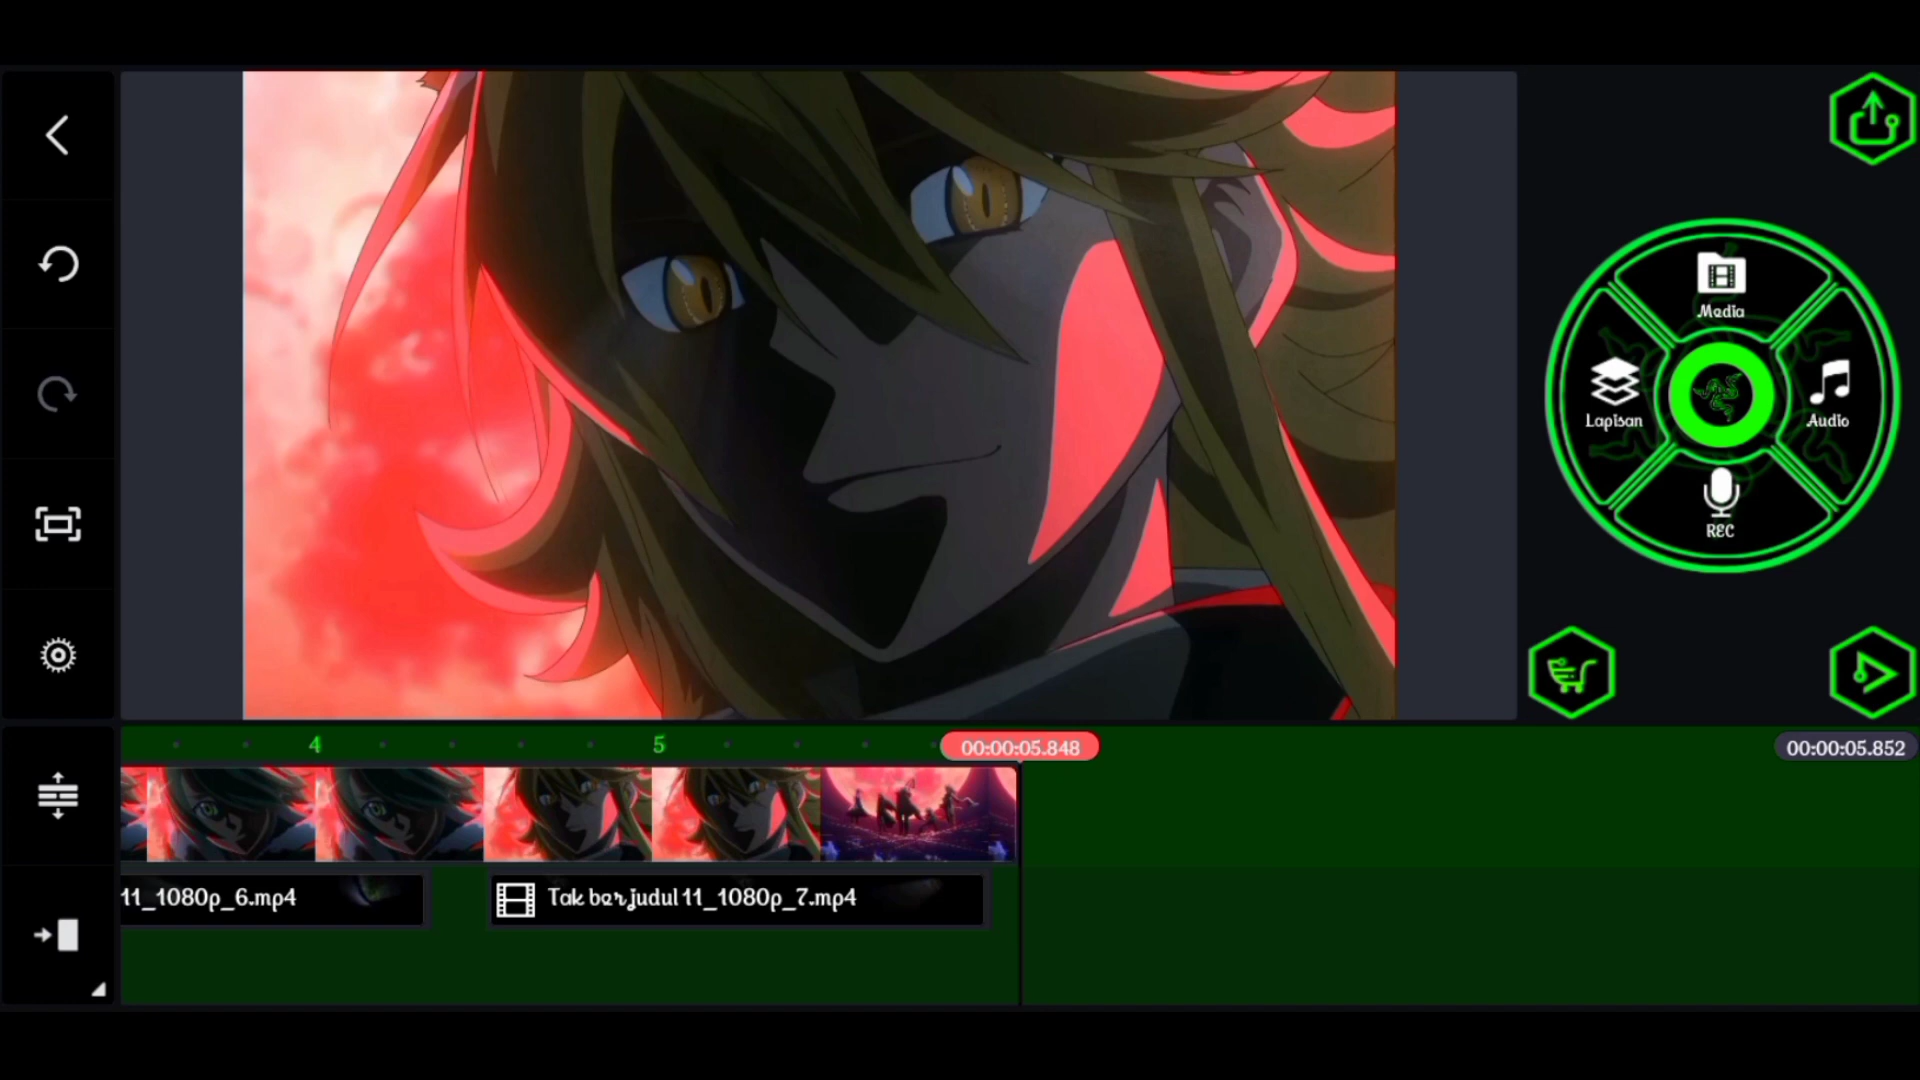 Media
Lapisan
Audio
REC
4
5
00:00:05.848
00:00:05.852
11_1080p_6.mp4
Tak berjudul 11_1080p_7.mp4